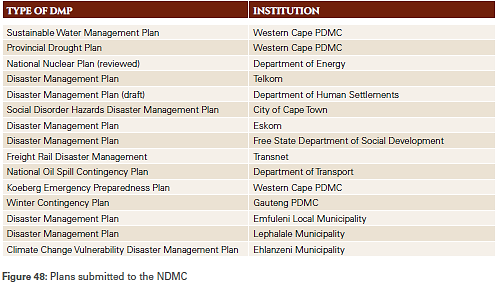 TYPE OF DMP INSTITUTION
Sustainable Water Management Plan Western Cape PDMC
Provincial Drought Plan Western Cape PDMC
National Nuclear Plan (reviewed) Department of Energy
Disaster Management Plan Telkom
Disaster Management Plan (draft) Department of Human Settlements
Social Disorder Hazards Disaster Management Plan City of Cape Town
Disaster Management Plan Eskom
Disaster Management Plan Free State Department of Social Development
Freight Rail Disaster Management Transnet
National Oil Spill Contingency Plan Department of Transport
Koeberg Emergency Preparedness Plan Western Cape PDMC
Winter Contingency Plan Gauteng PDMC
Disaster Management Plan Emfuleni Local Municipality
Disaster Management Plan Lephalale Municipality
Climate Change Vulnerability Disaster Management Plan Ehlanzeni Municipality
Figure 48: Plans submitted to the NDMC